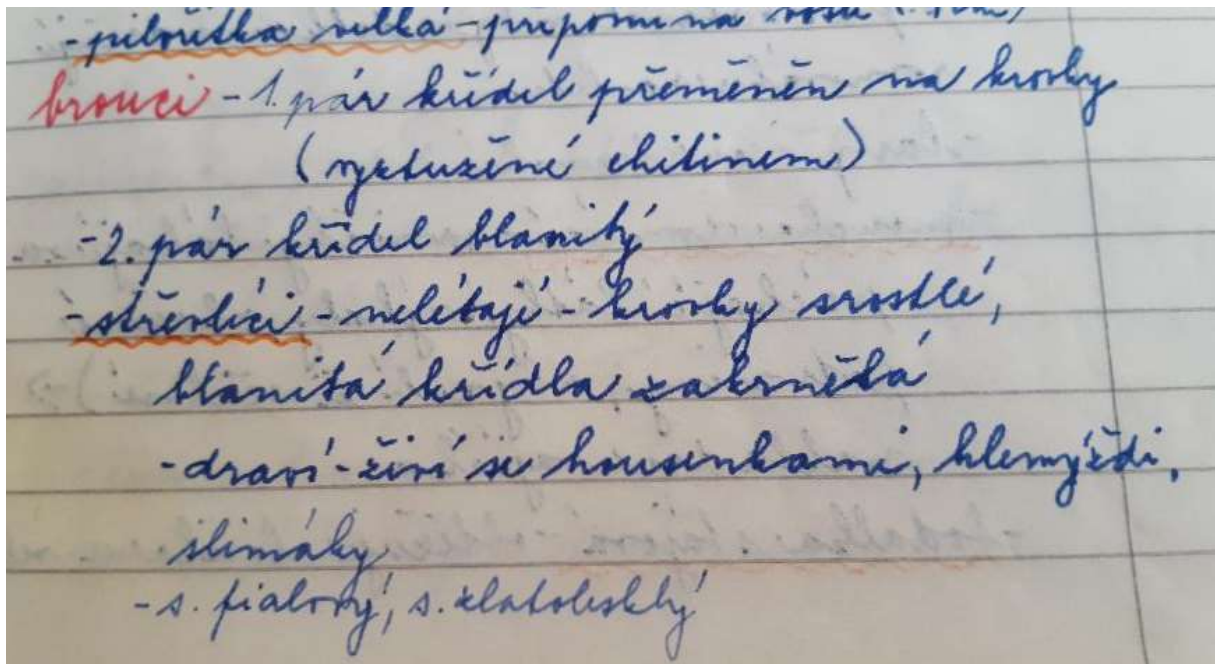 -pilořitka velká - připomíná vosu
brouci - 1. pár křídel přeměněn na krovky
(vyztužené chitinem)
-2. pár křídel blanitý
-střevlíci - nelétají - krovky srostlé,
blanitá křídla zakrnělá
-draví - živí se housenkami, hlemýždi,
slimáky
-s. fialový, s. zlatolesklý